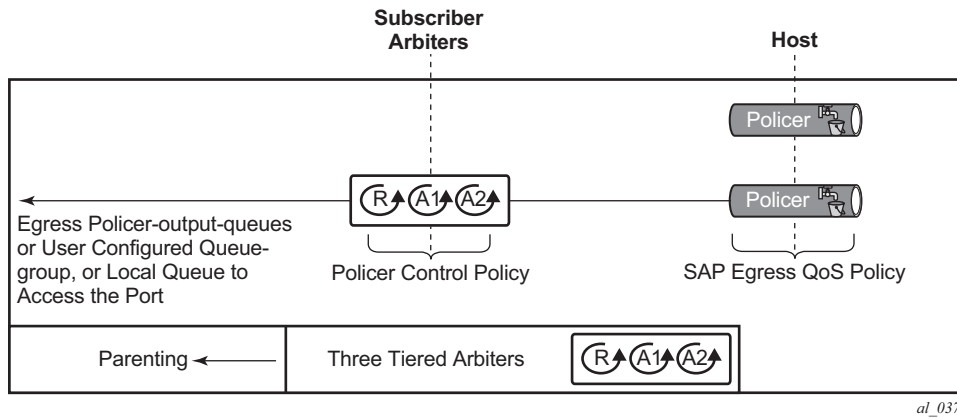 Subscriber
Arbiters
Host
Policer
R A1 A2
Policer
Egress Policer-output-queues
or User Configured Queue-
group, or Local Queue to
Access the Port
Policer Control Policy
SAP Egress QoS Policy
Parenting
Three Tiered Arbiters
R A1 A2
al_037